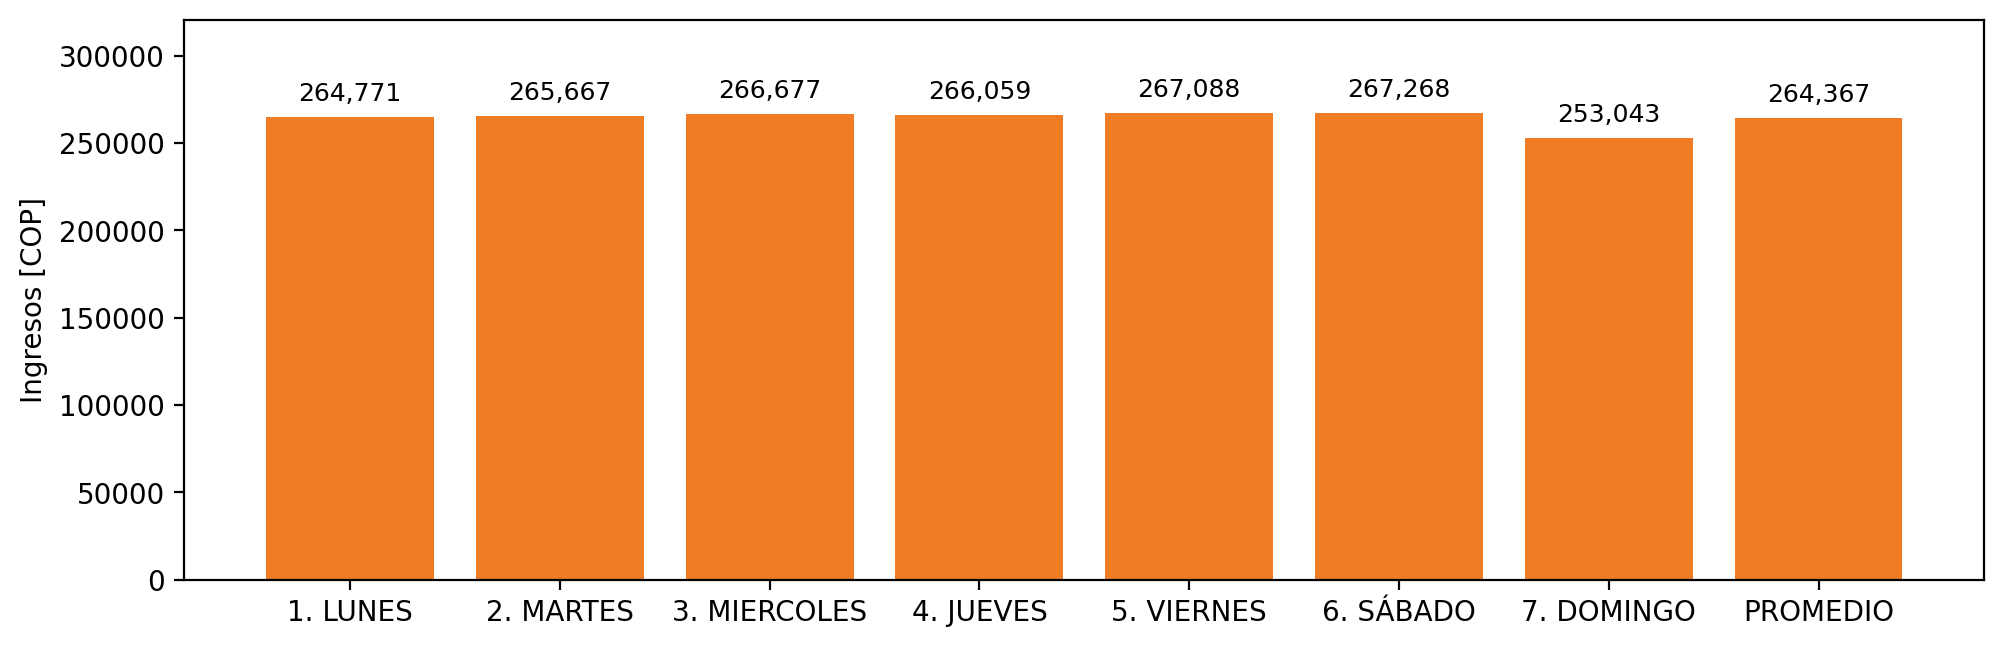 Ingresos [COP]
300000
250000
200000
150000
100000
50000
0
264,771
265,667
266,677
266,059
267,088
267,268
253,043
264,367
1. LUNES
2. MARTES
3. MIERCOLES
4. JUEVES
5. VIERNES
6. SÁBADO
7. DOMINGO
PROMEDIO